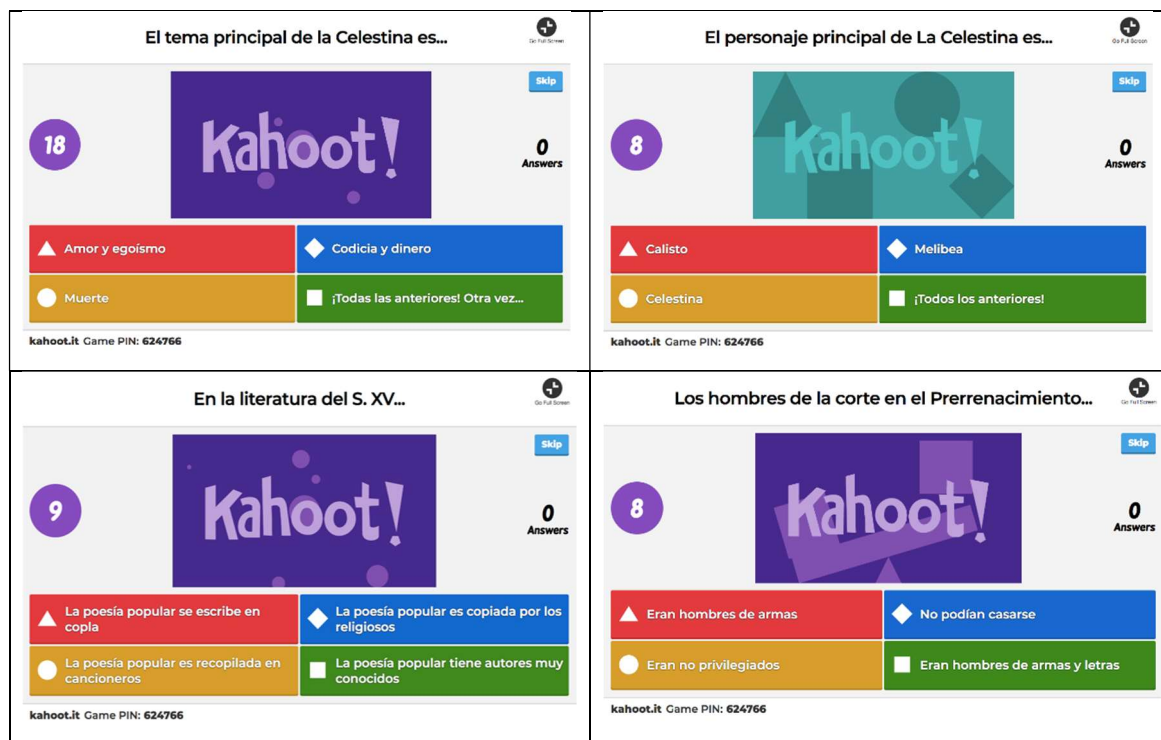 El tema principal de la Celestina es...
Go Full Screen
Skip
18
Kahoot!
0
Answers
Amor y egoísmo
Codicia y dinero
Muerte
¡Todas las anteriores! Otra vez...
kahoot.it Game PIN: 624766
El personaje principal de La Celestina es...
Go Full Screen
Skip
8
Kahoot!
0
Answers
Calisto
Melibea
Celestina
¡Todos los anteriores!
kahoot.it Game PIN: 624766
En la literatura del S. XV...
Go Full Screen
Skip
9
Kahoot!
0
Answers
La poesía popular se escribe en
copla
La poesía popular es copiada por los
religiosos
La poesía popular es recopilada en
cancioneros
La poesía popular tiene autores muy
conocidos
kahoot.it Game PIN: 624766
Los hombres de la corte en el Prerrenacimiento...
Go Full Screen
Skip
8
Kahoot!
0
Answers
Eran hombres de armas
No podían casarse
Eran no privilegiados
Eran hombres de armas y letras
kahoot.it Game PIN: 624766